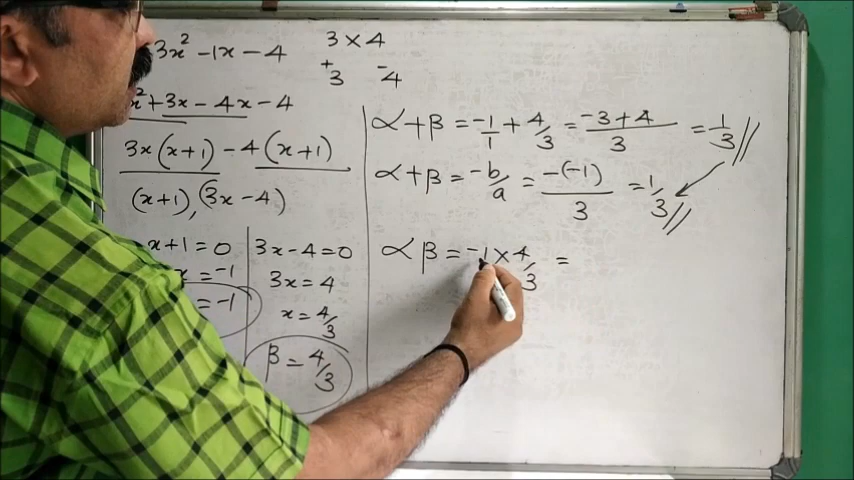 3x² -1x -4
3 × 4
+3 -4
x² + 3x - 4x - 4
3x(x+1) - 4(x+1)
(x+1), (3x-4)
x+1=0
x = -1
= -1
3x-4=0
3x = 4
x = 4/3
β = 4/3
α+β = -1/1 + 4/3 = -3+4/3 = 1/3 //
α+β = -b/a = -(-1)/3 = 1/3 //
αβ = -1 × 4/3 =